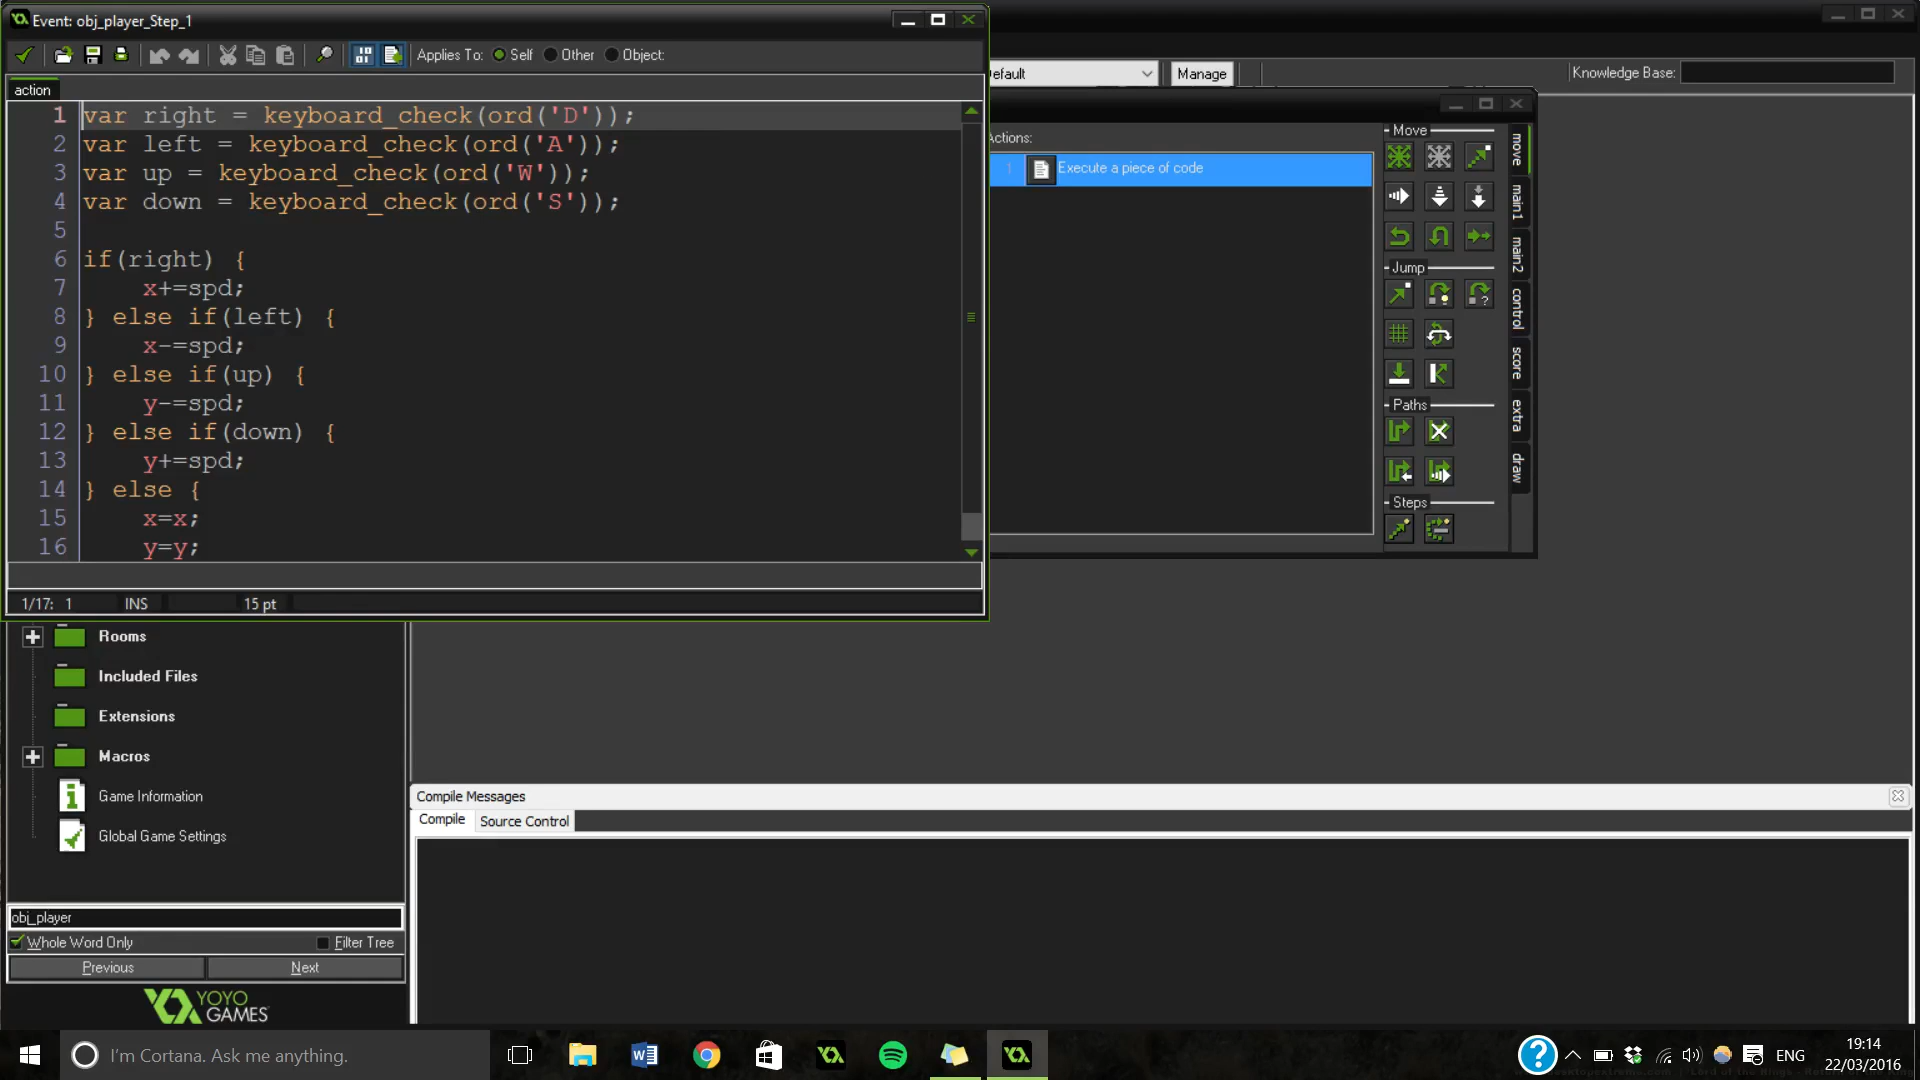 Event: obj_player_Step_1
Applies To: Self Other Object:
action
1 var right = keyboard_check(ord('D'));
2 var left = keyboard_check(ord('A'));
3 var up = keyboard_check(ord('W'));
4 var down = keyboard_check(ord('S'));
5
6 if(right) {
7 x+=spd;
8 } else if(left) {
9 x-=spd;
10 } else if(up) {
11 y-=spd;
12 } else if(down) {
13 y+=spd;
14 } else {
15 x=x;
16 y=y;
1/17: 1 INS 15 pt
efault
Manage
Knowledge Base:
Actions:
1 Execute a piece of code
Move
Jump
Paths
Steps
move
main1
main2
control
score
extra
draw
Rooms
Included Files
Extensions
Macros
Game Information
Global Game Settings
obj_player
Whole Word Only Filter Tree
Previous Next
YOYO
GAMES
Compile Messages
Compile Source Control
I'm Cortana. Ask me anything.
ENG
19:14
22/03/2016